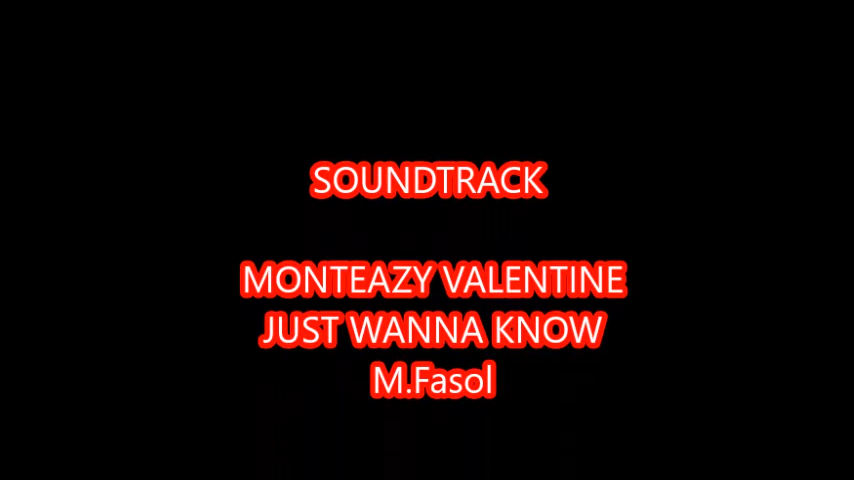 SOUNDTRACK
MONTEAZY VALENTINE
JUST WANNA KNOW
M.Fasol